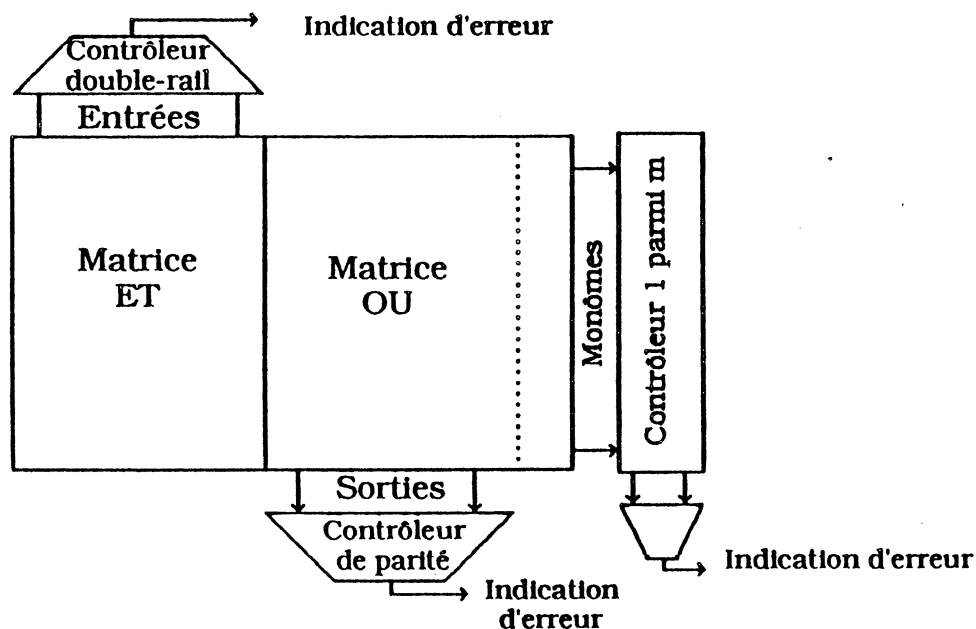 Indication d'erreur
Contrôleur
double-rail
Entrées
Matrice
ET
Matrice
OU
Monômes
Contrôleur 1 parmi m
Sorties
Contrôleur
de parité
Indication
d'erreur
Indication d'erreur